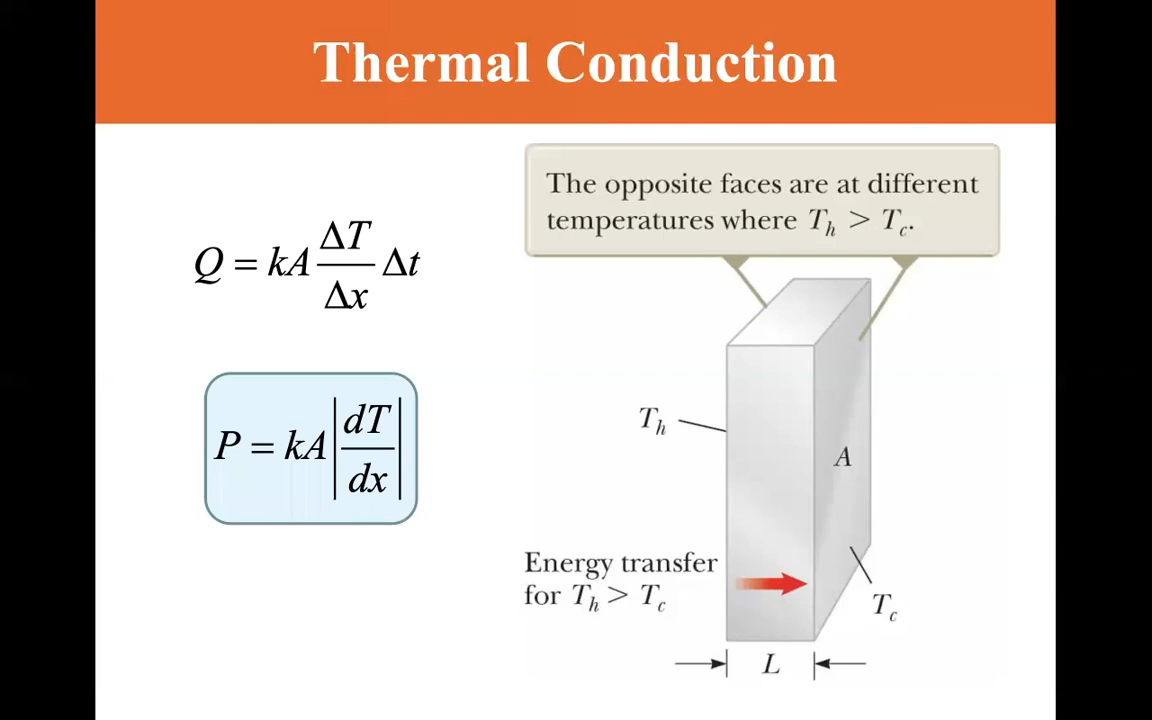 Thermal Conduction
The opposite faces are at different
temperatures where T_h > T_c.
Q = kA ΔT/Δx Δt
P = kA |dT/dx|
T_h
A
Energy transfer
for T_h > T_c
T_c
L